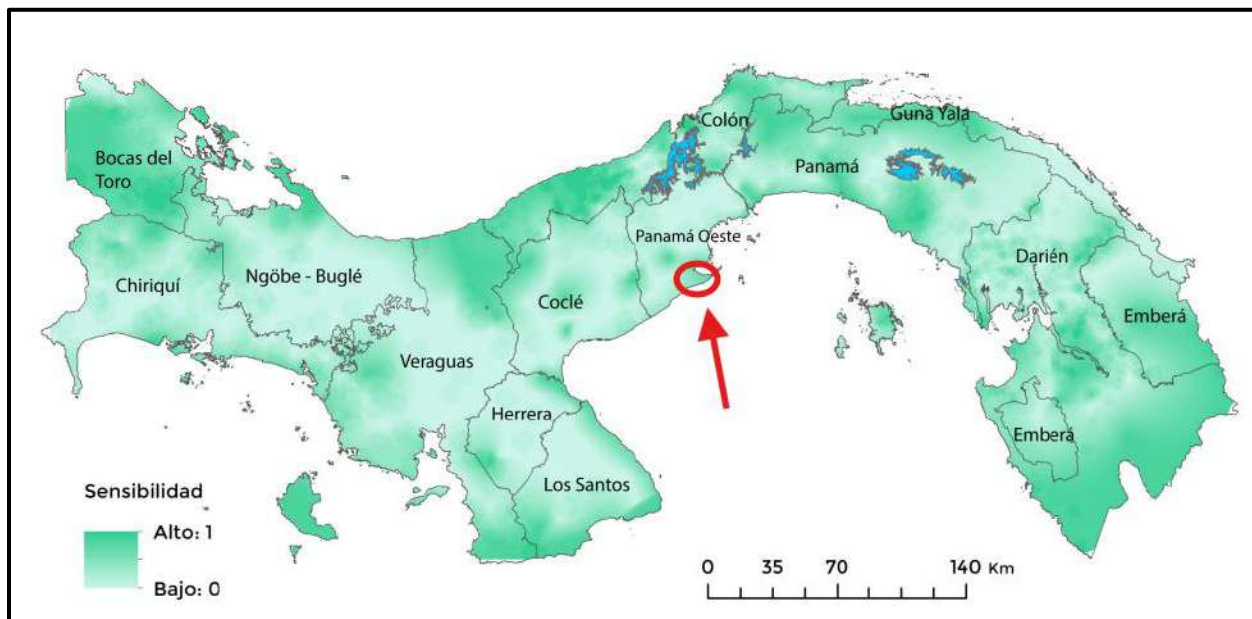 Colón
Guna Yala
Bocas del
Toro
Panamá
Panamá Oeste
Darién
Chiriquí
Ngöbe - Buglé
Coclé
Emberá
Veraguas
Herrera
Emberá
Los Santos
Sensibilidad
Alto: 1
Bajo: 0
0 35 70 140 Km